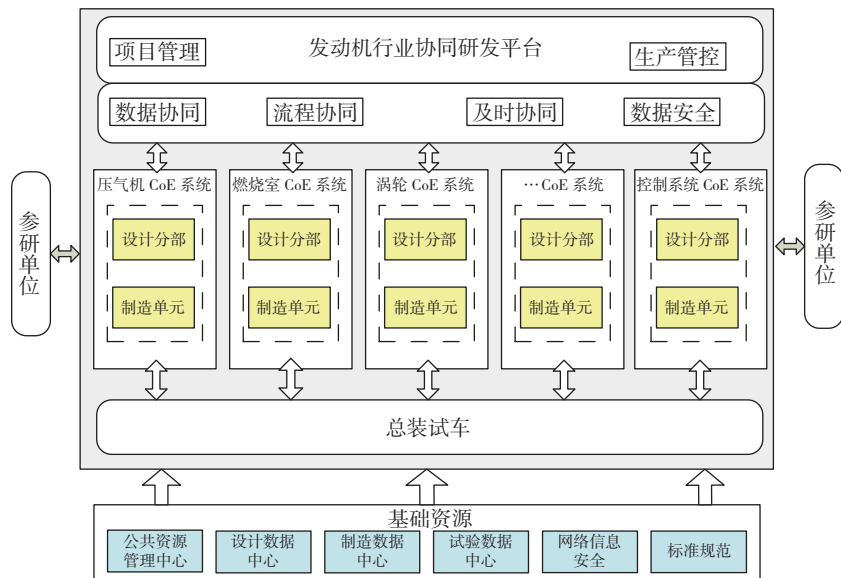 发动机行业协同研发平台
项目管理
生产管控
数据协同
流程协同
及时协同
数据安全
压气机 CoE 系统
燃烧室 CoE 系统
涡轮 CoE 系统
…CoE 系统
控制系统 CoE 系统
设计分部
设计分部
设计分部
设计分部
设计分部
制造单元
制造单元
制造单元
制造单元
制造单元
参研单位
参研单位
总装试车
基础资源
公共资源
管理中心
设计数据
中心
制造数据
中心
试验数据
中心
网络信息
安全
标准规范